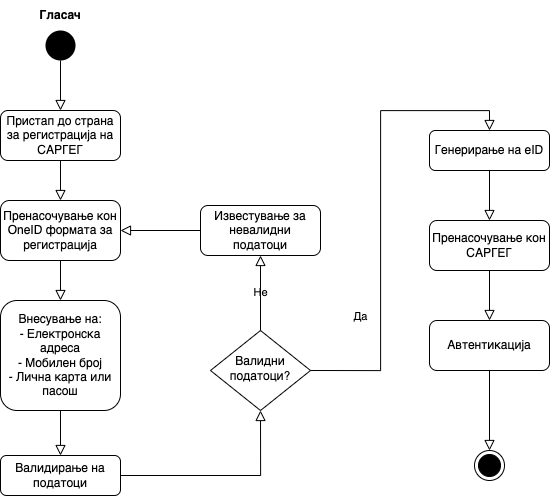 Гласач
Пристап до страна
за регистрација на
САРГЕГ
Пренасочување кон
OneID формата за
регистрација
Внесување на:
- Електронска
адреса
- Мобилен број
- Лична карта или
пасош
Валидирање на
податоци
Известување за
невалидни
податоци
Не
Валидни
податоци?
Да
Генерирање на eID
Пренасочување кон
САРГЕГ
Автентикација